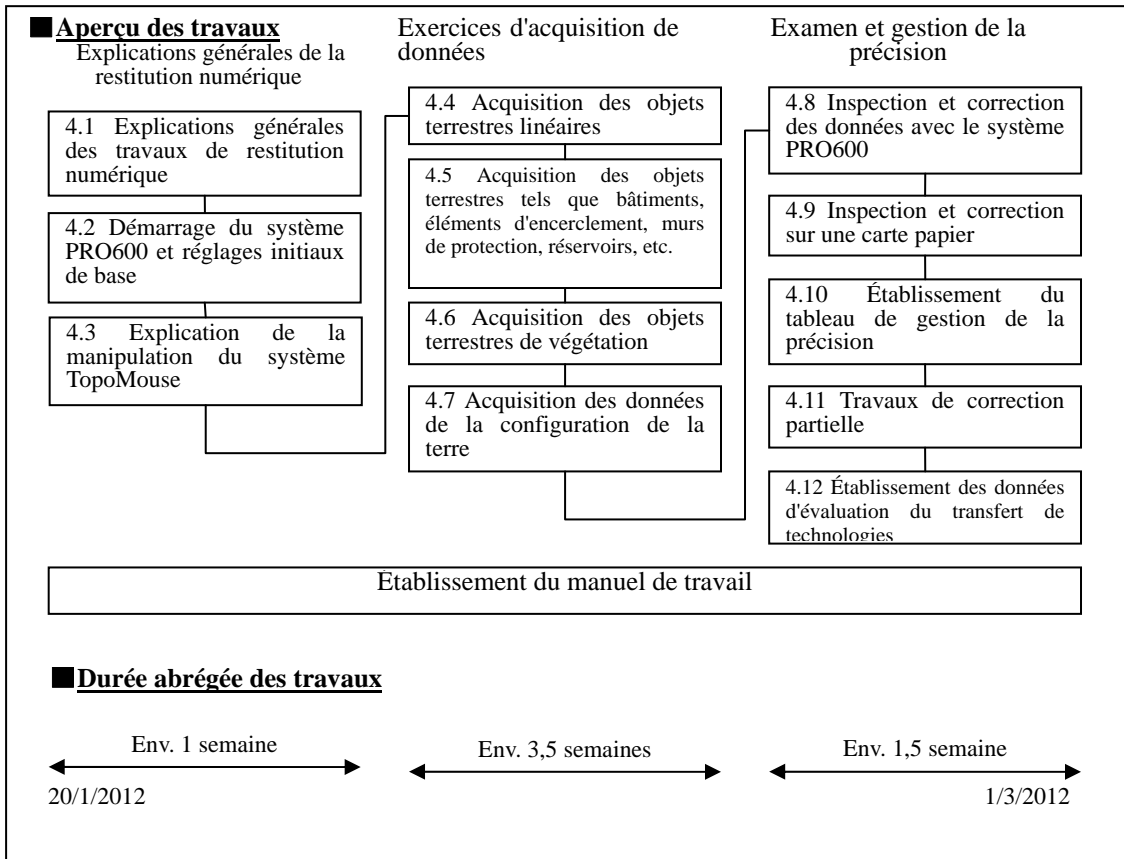 ■Aperçu des travaux
Explications générales de la
restitution numérique
4.1 Explications générales
des travaux de restitution
numérique
4.2 Démarrage du système
PRO600 et réglages initiaux
de base
4.3 Explication de la
manipulation du système
TopoMouse
Exercices d'acquisition de
données
4.4 Acquisition des objets
terrestres linéaires
4.5 Acquisition des objets
terrestres tels que bâtiments,
éléments d'encerclement, murs
de protection, réservoirs, etc.
4.6 Acquisition des objets
terrestres de végétation
4.7 Acquisition des données
de la configuration de la
terre
Examen et gestion de la
précision
4.8 Inspection et correction
des données avec le système
PRO600
4.9 Inspection et correction
sur une carte papier
4.10 Établissement du
tableau de gestion de la
précision
4.11 Travaux de correction
partielle
4.12 Établissement des données
d'évaluation du transfert de
technologies
Établissement du manuel de travail
■Durée abrégée des travaux
Env. 1 semaine
Env. 3,5 semaines
Env. 1,5 semaine
20/1/2012
1/3/2012